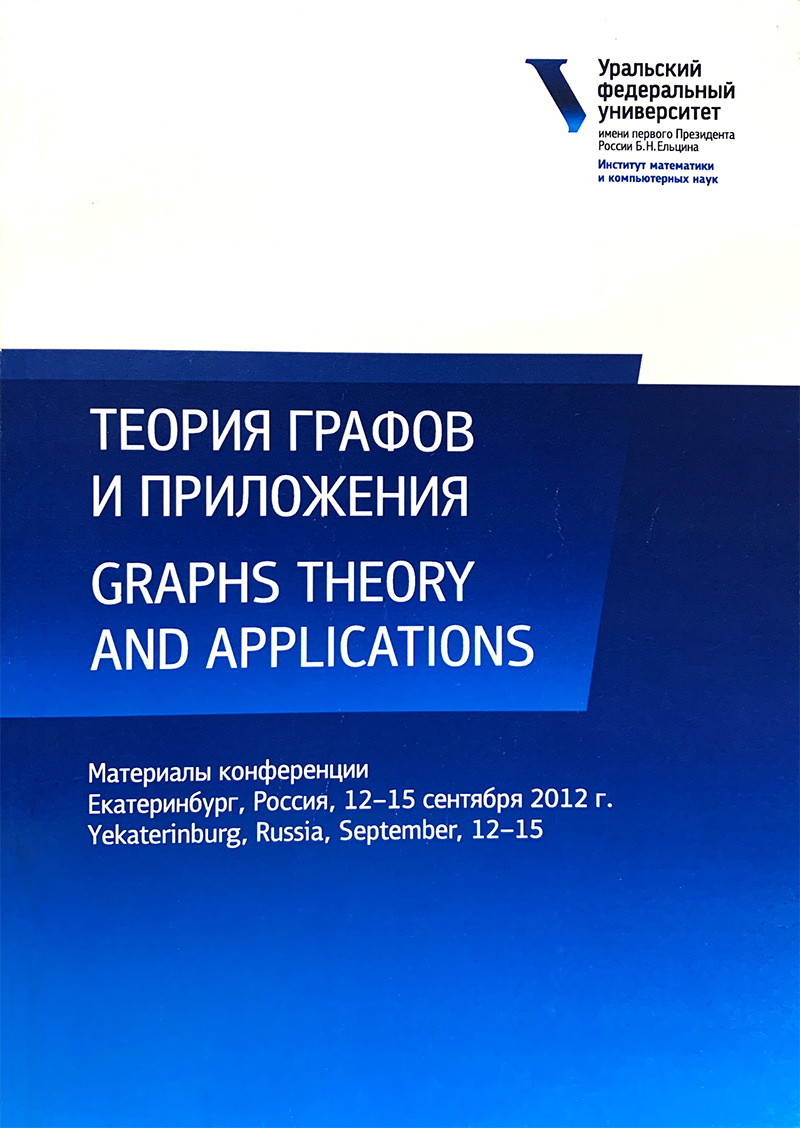 Уральский
федеральный
университет
имени первого Президента
России Б.Н.Ельцина
Институт математики
и компьютерных наук
ТЕОРИЯ ГРАФОВ
И ПРИЛОЖЕНИЯ
GRAPHS THEORY
AND APPLICATIONS
Материалы конференции
Екатеринбург, Россия, 12–15 сентября 2012 г.
Yekaterinburg, Russia, September, 12–15